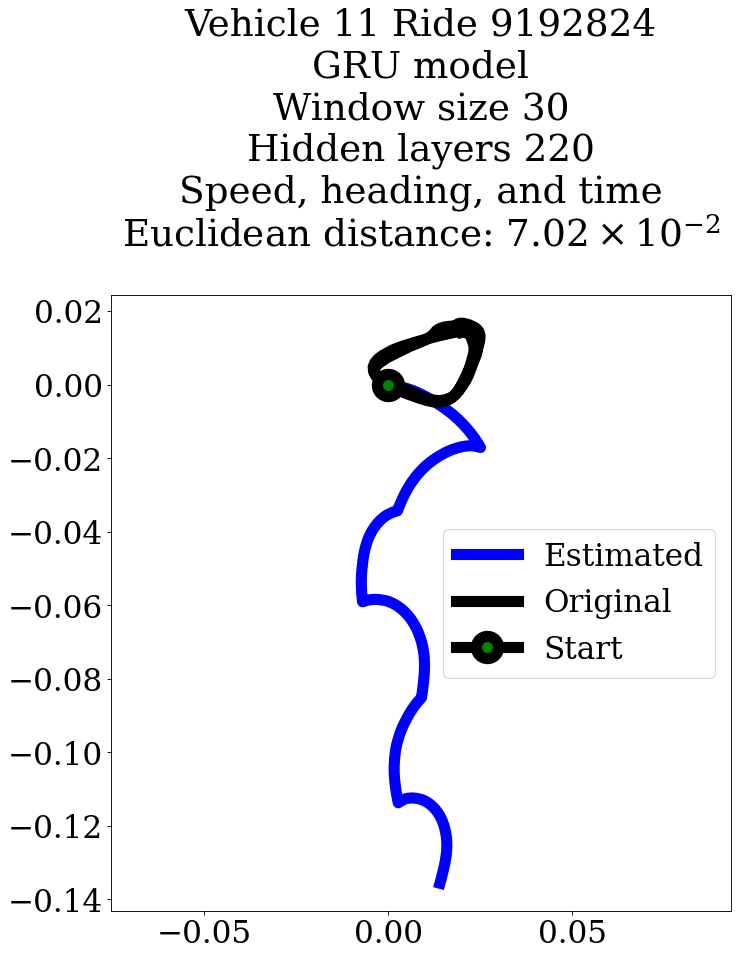 Vehicle 11 Ride 9192824
GRU model
Window size 30
Hidden layers 220
Speed, heading, and time
Euclidean distance: 7.02 × 10⁻²
0.02
0.00
−0.02
−0.04
−0.06
−0.08
−0.10
−0.12
−0.14
Estimated
Original
Start
−0.05 0.00 0.05